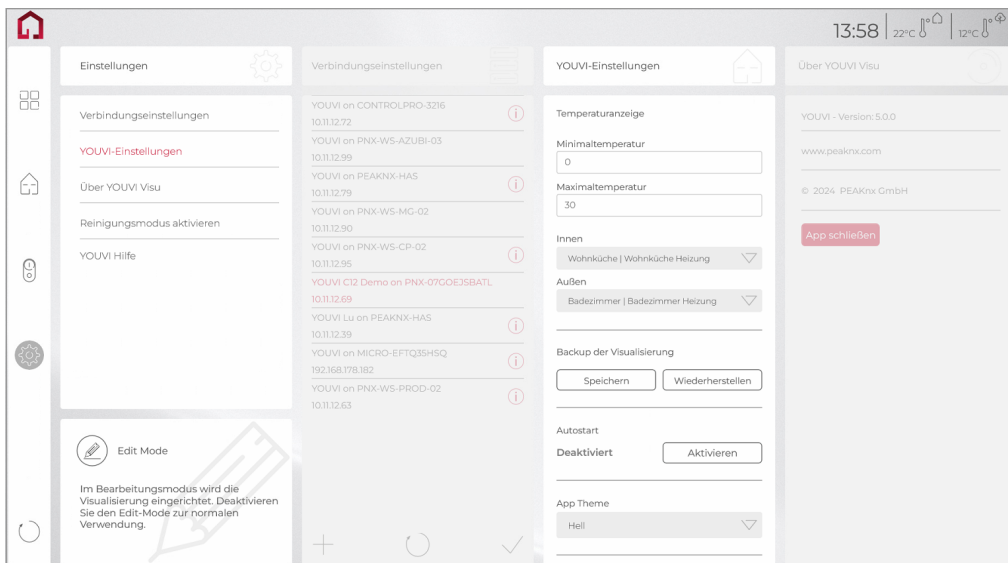 13:58
22°C
12°C
Einstellungen
Verbindungseinstellungen
YOUVI-Einstellungen
Über YOUVI Visu
Reinigungsmodus aktivieren
YOUVI Hilfe
Edit Mode
Im Bearbeitungsmodus wird die
Visualisierung eingerichtet. Deaktivieren
Sie den Edit-Mode zur normalen
Verwendung.
Verbindungseinstellungen
YOUVI on CONTROLPRO-3216
10.11.12.72
YOUVI on PNX-WS-AZUBI-03
10.11.12.99
YOUVI on PEAKNX-HAS
10.11.12.79
YOUVI on PNX-WS-MG-02
10.11.12.90
YOUVI on PNX-WS-CP-02
10.11.12.95
YOUVI C12 Demo on PNX-07GOEJSBATL
10.11.12.69
YOUVI Lu on PEAKNX-HAS
10.11.12.39
YOUVI on MICRO-EFTQ35HSQ
192.168.178.182
YOUVI on PNX-WS-PROD-02
10.11.12.63
YOUVI-Einstellungen
Temperaturanzeige
Minimaltemperatur
0
Maximaltemperatur
30
Innen
Wohnküche | Wohnküche Heizung
Außen
Badezimmer | Badezimmer Heizung
Backup der Visualisierung
Speichern
Wiederherstellen
Autostart
Deaktiviert
Aktivieren
App Theme
Hell
Über YOUVI Visu
YOUVI - Version: 5.0.0
www.peaknx.com
© 2024 PEAKnx GmbH
App schließen